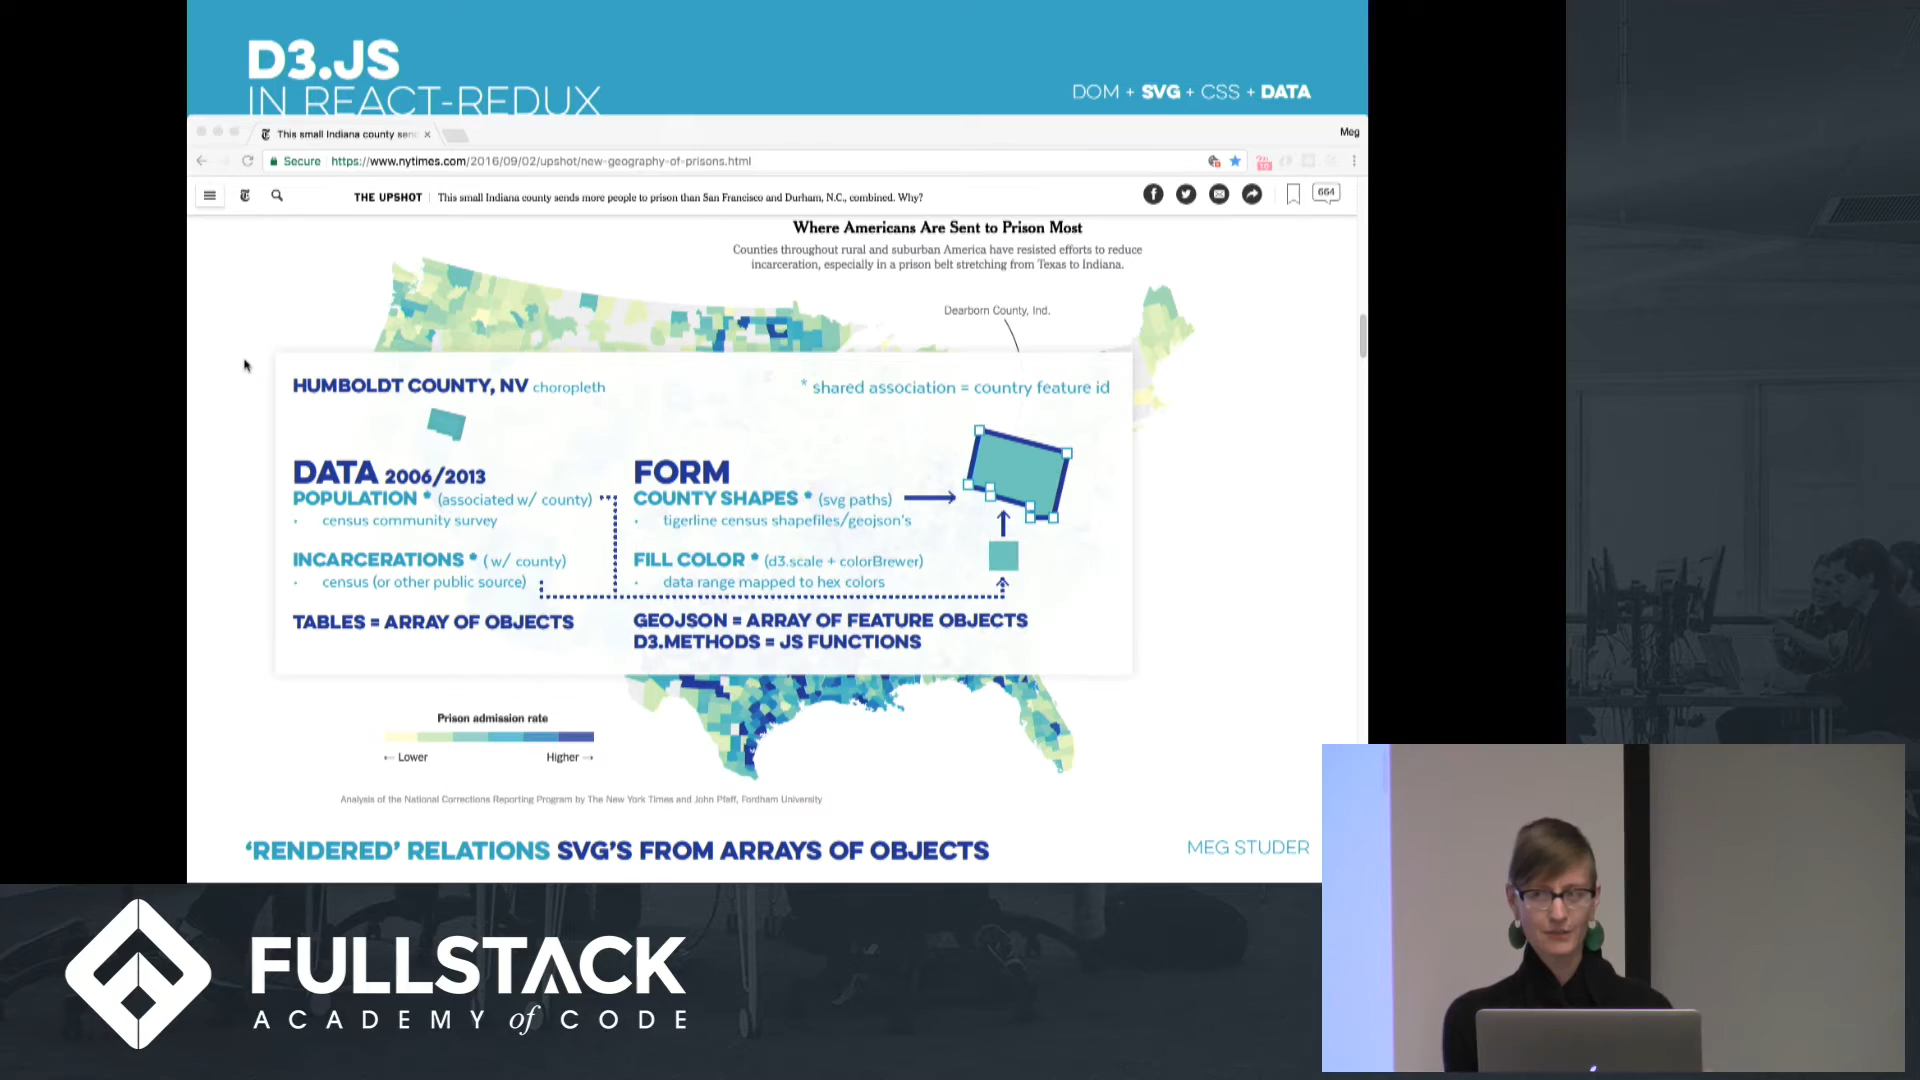 D3.JS
IN REACT-REDUX
DOM + SVG + CSS + DATA
This small Indiana county sen
Meg
Secure
https://www.nytimes.com/2016/09/02/upshot/new-geography-of-prisons.html
THE UPSHOT
This small Indiana county sends more people to prison than San Francisco and Durham, N.C., combined. Why?
664
Where Americans Are Sent to Prison Most
Counties throughout rural and suburban America have resisted efforts to reduce
incarceration, especially in a prison belt stretching from Texas to Indiana.
Dearborn County, Ind.
HUMBOLDT COUNTY, NV choropleth
* shared association = country feature id
DATA 2006/2013
POPULATION * (associated w/ county)
• census community survey
INCARCERATIONS * ( w/ county)
• census (or other public source)
TABLES = ARRAY OF OBJECTS
FORM
COUNTY SHAPES * (svg paths)
• tigerline census shapefiles/geojson's
FILL COLOR * (d3.scale + colorBrewer)
• data range mapped to hex colors
GEOJSON = ARRAY OF FEATURE OBJECTS
D3.METHODS = JS FUNCTIONS
Prison admission rate
← Lower
Higher →
Analysis of the National Corrections Reporting Program by The New York Times and John Pfaff, Fordham University
‘RENDERED’ RELATIONS SVG'S FROM ARRAYS OF OBJECTS
MEG STUDER
FULLSTACK
ACADEMY of CODE